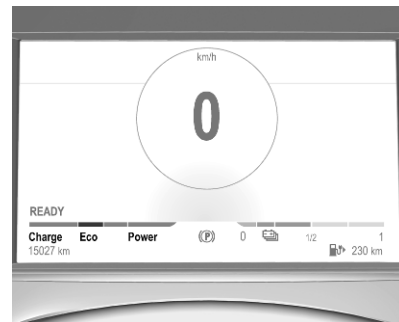 km/h
0
READY
Charge Eco Power (P) 0 1/2 1
15027 km 230 km